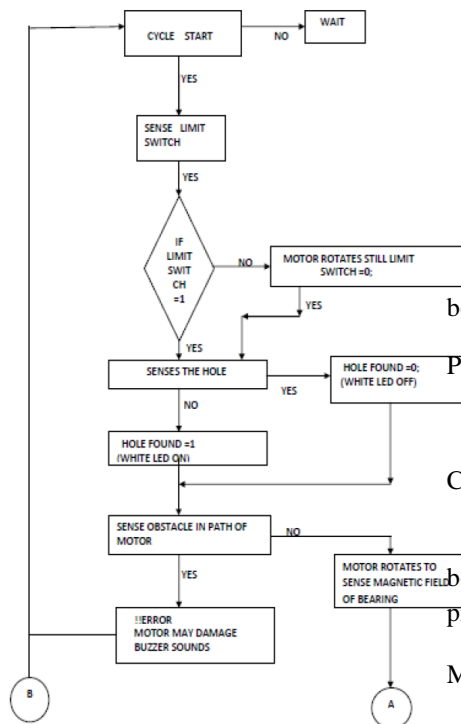 CYCLE START
NO
WAIT
YES
SENSE LIMIT
SWITCH
YES
IF
LIMIT
SWIT
CH
=1
NO
MOTOR ROTATES STILL LIMIT
SWITCH =0;
YES
b
YES
SENSES THE HOLE
YES
HOLE FOUND =0;
(WHITE LED OFF)
P
NO
HOLE FOUND =1
(WHITE LED ON)
C
SENSE OBSTACLE IN PATH OF
MOTOR
NO
YES
MOTOR ROTATES TO
SENSE MAGNETIC FIELD
OF BEARING
b
p
!!ERROR
MOTOR MAY DAMAGE
BUZZER SOUNDS
M
B
A